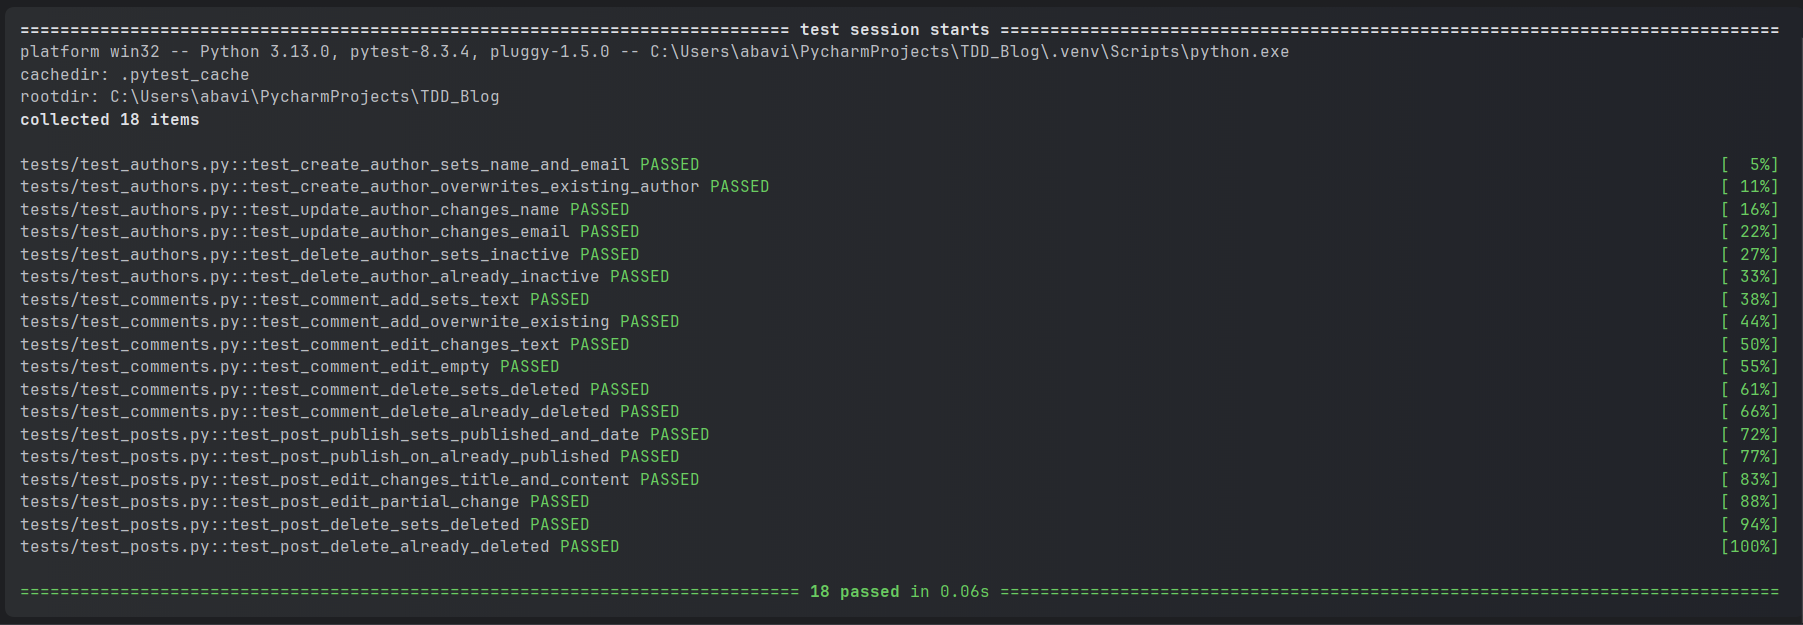 ============================================================================= test session starts ==============================================================================
platform win32 -- Python 3.13.0, pytest-8.3.4, pluggy-1.5.0 -- C:\Users\abavi\PycharmProjects\TDD_Blog\.venv\Scripts\python.exe
cachedir: .pytest_cache
rootdir: C:\Users\abavi\PycharmProjects\TDD_Blog
collected 18 items

tests/test_authors.py::test_create_author_sets_name_and_email PASSED [  5%]
tests/test_authors.py::test_create_author_overwrites_existing_author PASSED [ 11%]
tests/test_authors.py::test_update_author_changes_name PASSED [ 16%]
tests/test_authors.py::test_update_author_changes_email PASSED [ 22%]
tests/test_authors.py::test_delete_author_sets_inactive PASSED [ 27%]
tests/test_authors.py::test_delete_author_already_inactive PASSED [ 33%]
tests/test_comments.py::test_comment_add_sets_text PASSED [ 38%]
tests/test_comments.py::test_comment_add_overwrite_existing PASSED [ 44%]
tests/test_comments.py::test_comment_edit_changes_text PASSED [ 50%]
tests/test_comments.py::test_comment_edit_empty PASSED [ 55%]
tests/test_comments.py::test_comment_delete_sets_deleted PASSED [ 61%]
tests/test_comments.py::test_comment_delete_already_deleted PASSED [ 66%]
tests/test_posts.py::test_post_publish_sets_published_and_date PASSED [ 72%]
tests/test_posts.py::test_post_publish_on_already_published PASSED [ 77%]
tests/test_posts.py::test_post_edit_changes_title_and_content PASSED [ 83%]
tests/test_posts.py::test_post_edit_partial_change PASSED [ 88%]
tests/test_posts.py::test_post_delete_sets_deleted PASSED [ 94%]
tests/test_posts.py::test_post_delete_already_deleted PASSED [100%]

============================================================================== 18 passed in 0.06s ==============================================================================